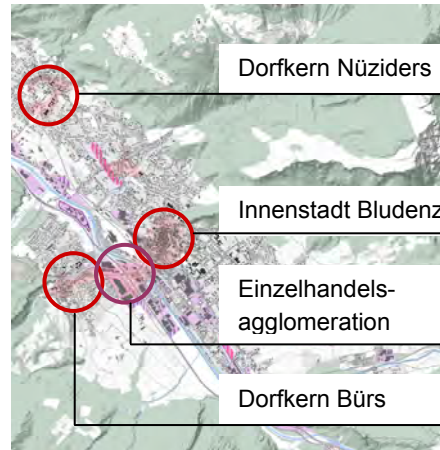 Dorfkern Nüziders
Innenstadt Bludenz
Einzelhandels-
agglomeration
Dorfkern Bürs